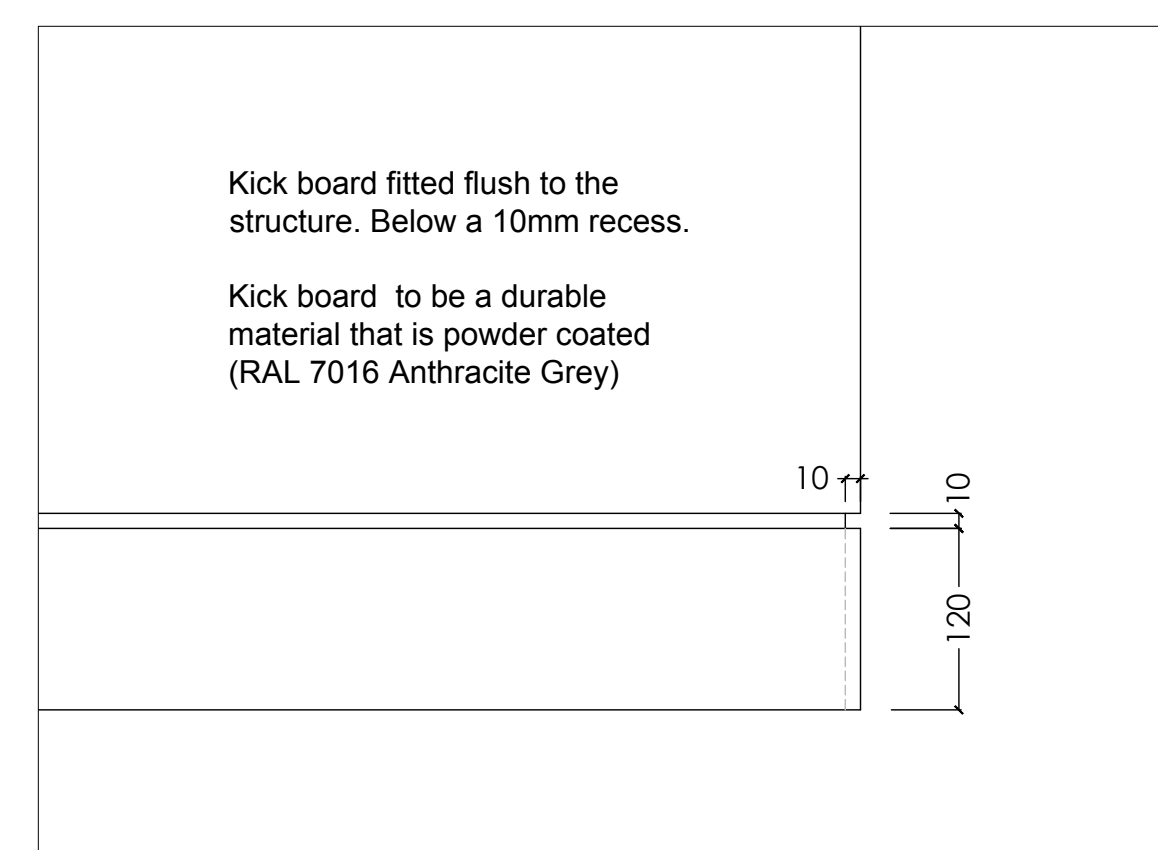 Kick board fitted flush to the
structure. Below a 10mm recess.
Kick board  to be a durable
material that is powder coated
(RAL 7016 Anthracite Grey)
10
10
120